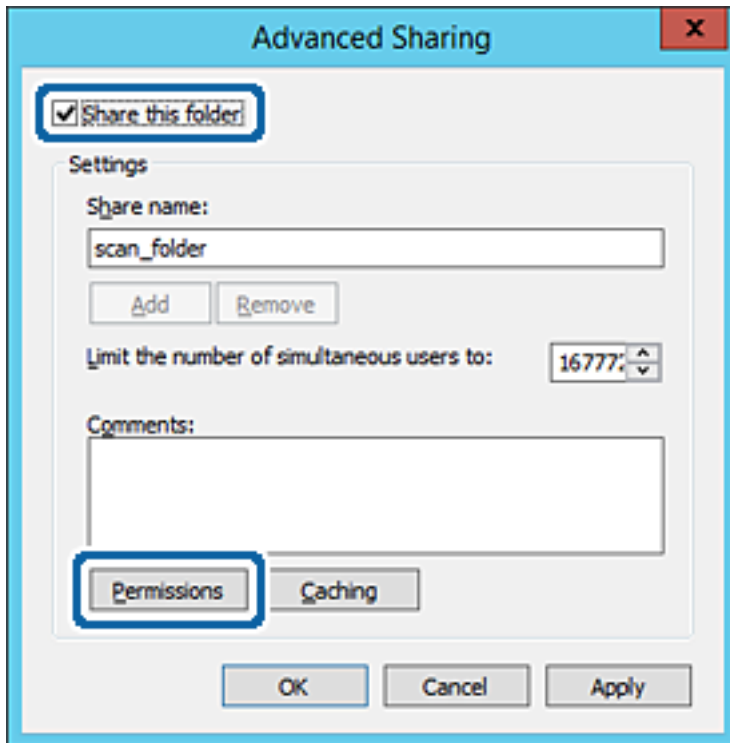 Advanced Sharing
x
Share this folder
Settings
Share name:
scan_folder
Add Remove
Limit the number of simultaneous users to:
Comments:
Permissions Caching
OK Cancel Apply